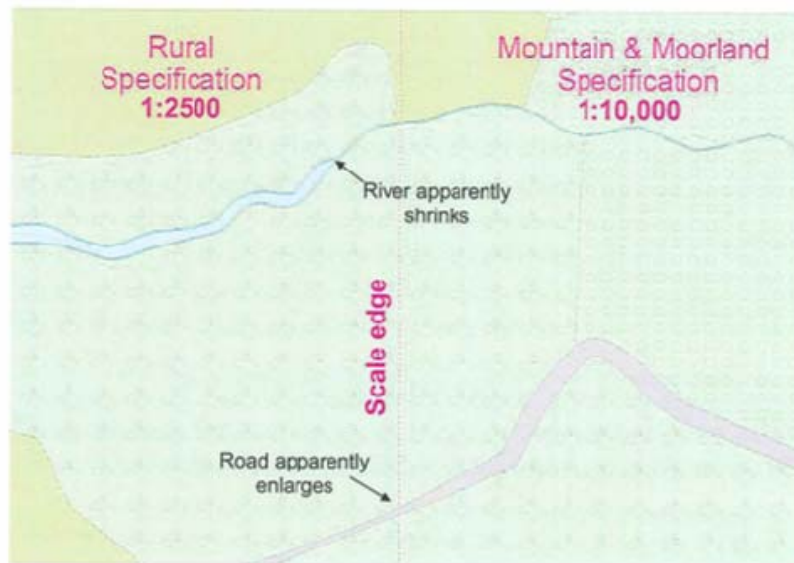 Rural
Specification
1:2500
Mountain & Moorland
Specification
1:10,000
River apparently
shrinks
Scale edge
Road apparently
enlarges